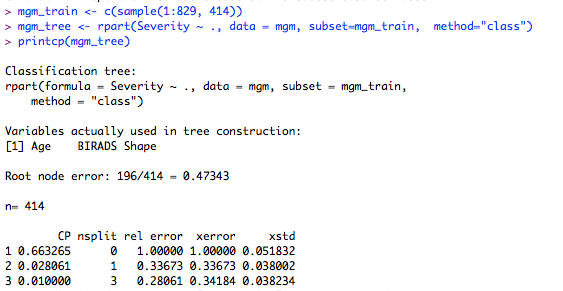 > mgm_train <- c(sample(1:829, 414))
> mgm_tree <- rpart(Severity ~ ., data = mgm, subset=mgm_train,  method="class")
> printcp(mgm_tree)

Classification tree:
rpart(formula = Severity ~ ., data = mgm, subset = mgm_train,
    method = "class")

Variables actually used in tree construction:
[1] Age    BIRADS Shape

Root node error: 196/414 = 0.47343

n= 414

        CP nsplit rel error  xerror     xstd
1 0.663265      0   1.00000 1.00000 0.051832
2 0.028061      1   0.33673 0.33673 0.038002
3 0.010000      3   0.28061 0.34184 0.038234